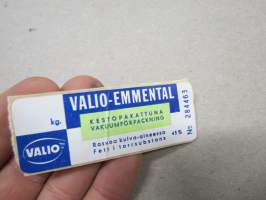 VALIO-EMMENTAL
kg.
KESTOPAKATTUNA
VAKUUMFÖRPACKNING
VALIO
Rasvaa kuiva-aineessa
Fett i torrsubstans
45%
No 284463